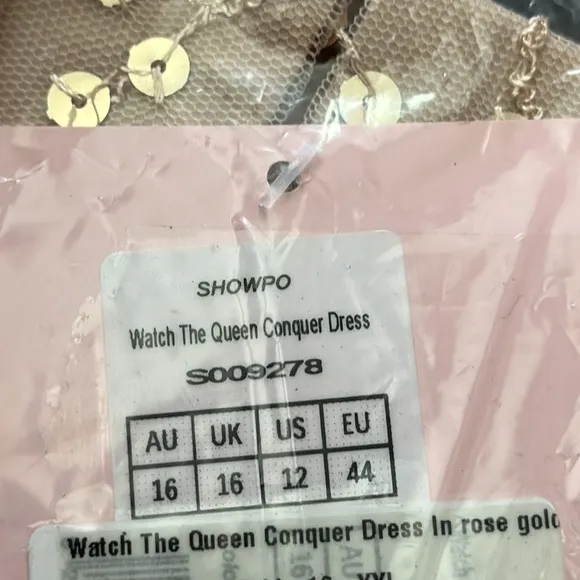 SHOWPO
Watch The Queen Conquer Dress
S009278
AU UK US EU
16 16 12 44
Watch The Queen Conquer Dress In rose gold
XXL